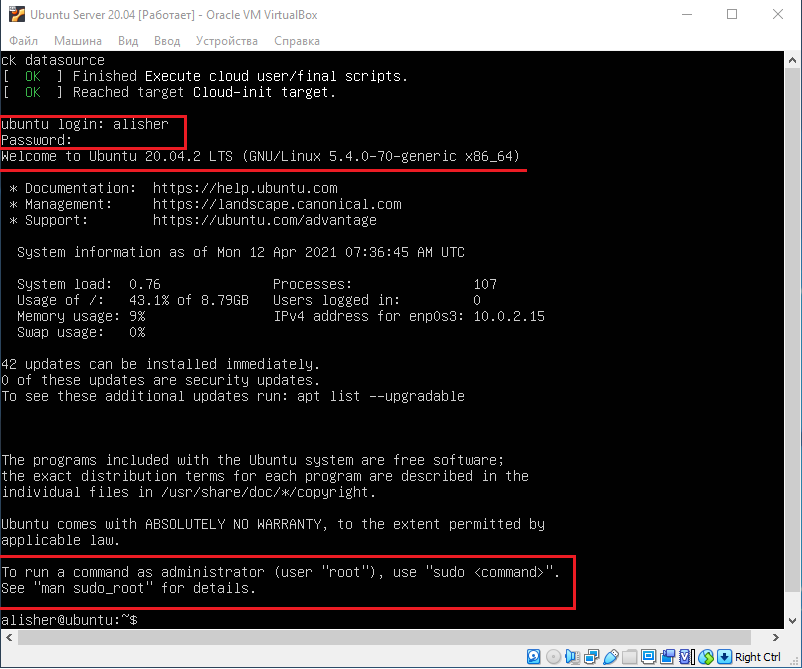 Ubuntu Server 20.04 [Работает] - Oracle VM VirtualBox
Файл Машина Вид Ввод Устройства Справка
ck datasource
[  OK  ] Finished Execute cloud user/final scripts.
[  OK  ] Reached target Cloud-init target.
ubuntu login: alisher
Password:
Welcome to Ubuntu 20.04.2 LTS (GNU/Linux 5.4.0-70-generic x86_64)
* Documentation:  https://help.ubuntu.com
* Management:     https://landscape.canonical.com
* Support:        https://ubuntu.com/advantage
System information as of Mon 12 Apr 2021 07:36:45 AM UTC
System load:  0.76              Processes:               107
Usage of /:   43.1% of 8.79GB   Users logged in:         0
Memory usage: 9%                IPv4 address for enp0s3: 10.0.2.15
Swap usage:   0%
42 updates can be installed immediately.
0 of these updates are security updates.
To see these additional updates run: apt list --upgradable
The programs included with the Ubuntu system are free software;
the exact distribution terms for each program are described in the
individual files in /usr/share/doc/*/copyright.
Ubuntu comes with ABSOLUTELY NO WARRANTY, to the extent permitted by
applicable law.
To run a command as administrator (user "root"), use "sudo <command>".
See "man sudo_root" for details.
alisher@ubuntu:~$
Right Ctrl